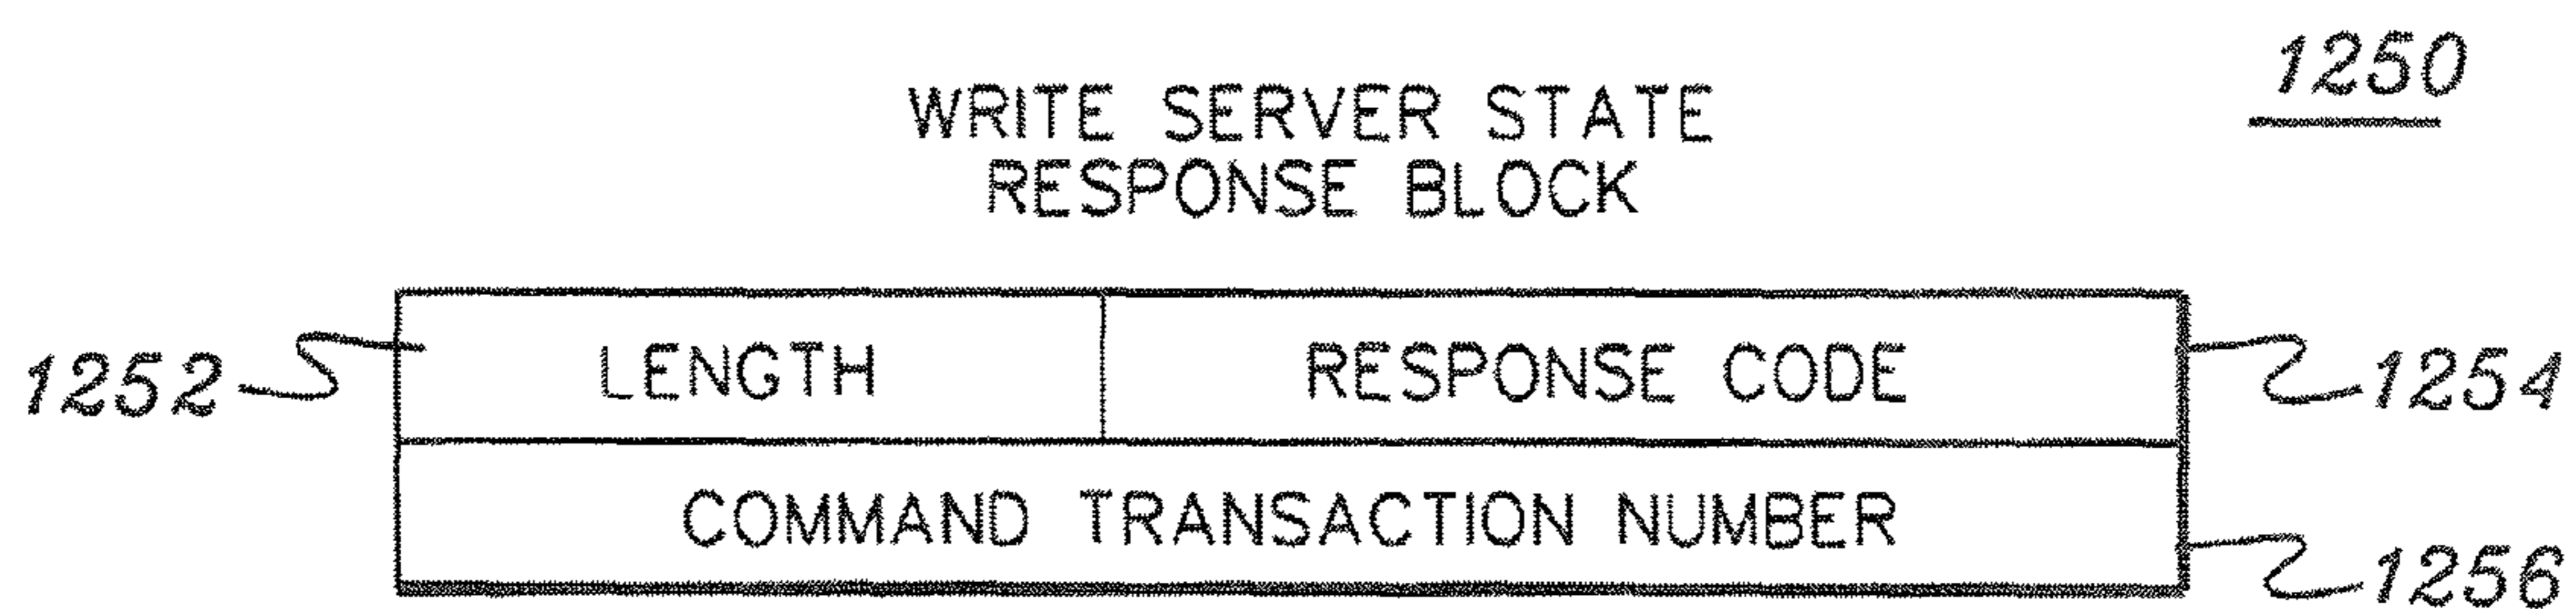 1250
WRITE SERVER STATE
RESPONSE BLOCK
1252 LENGTH RESPONSE CODE 1254
COMMAND TRANSACTION NUMBER 1256